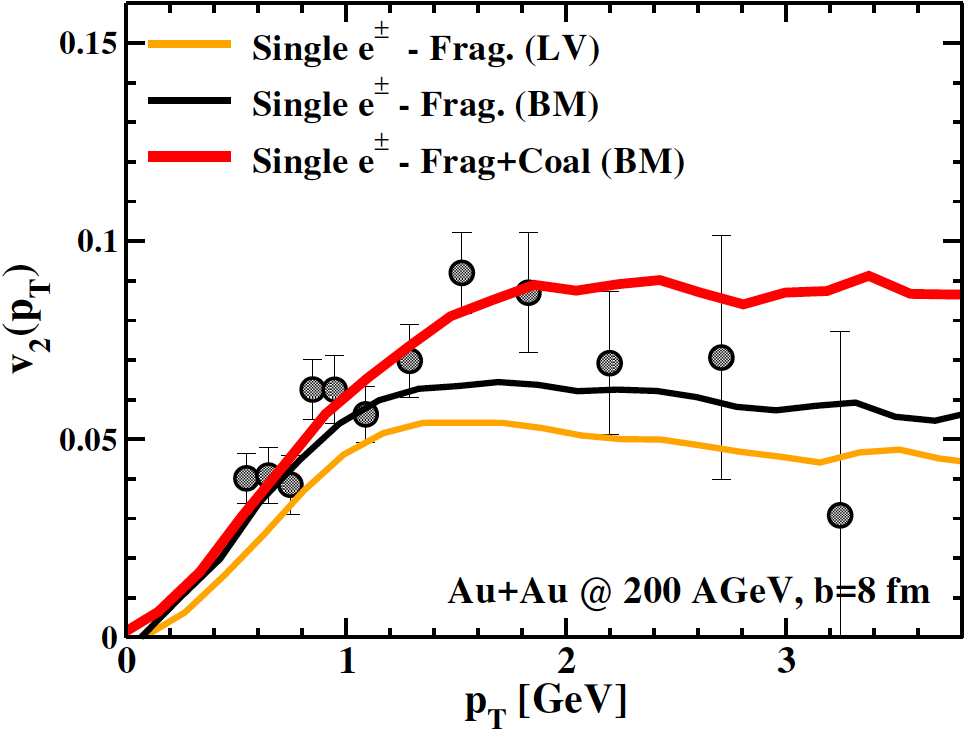 0.15
Single e± - Frag. (LV)
Single e± - Frag. (BM)
Single e± - Frag+Coal (BM)
0.1
v2(pT)
0.05
Au+Au @ 200 AGeV, b=8 fm
0
0 1 2 3
pT [GeV]